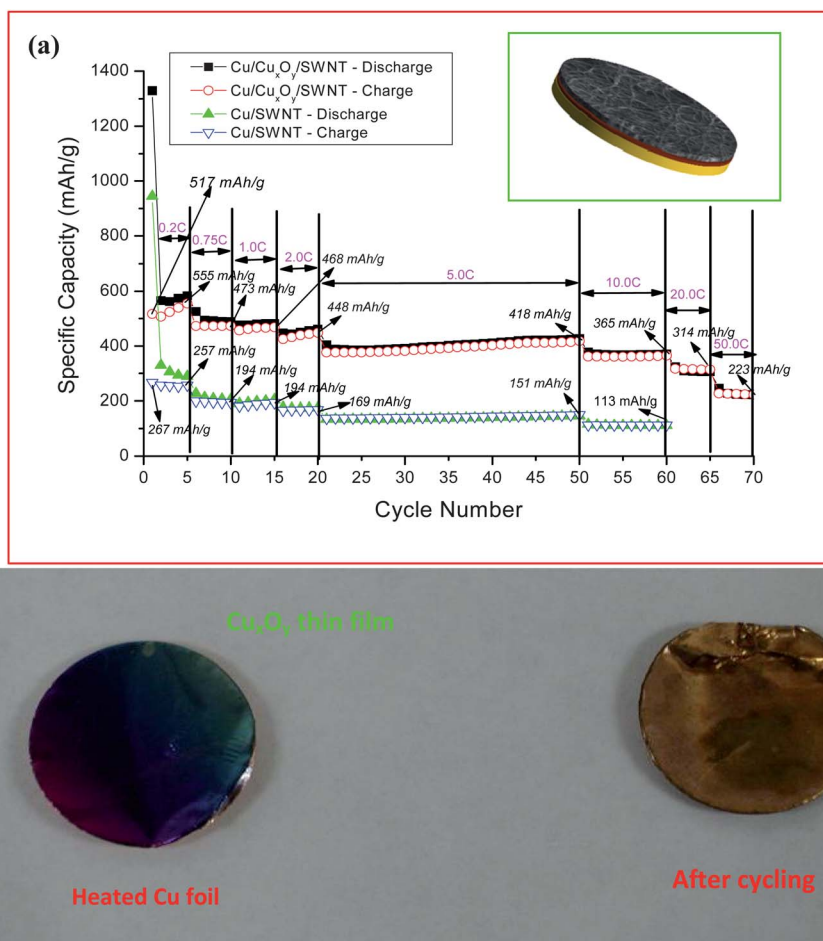 (a)
Cu/CuxOy/SWNT - Discharge
Cu/CuxOy/SWNT - Charge
Cu/SWNT - Discharge
Cu/SWNT - Charge
Specific Capacity (mAh/g)
1400
1200
1000
800
600
400
200
0
517 mAh/g
0.2C
0.75C
1.0C
2.0C
5.0C
10.0C
20.0C
50.0C
468 mAh/g
555 mAh/g
473 mAh/g
448 mAh/g
418 mAh/g
365 mAh/g
314 mAh/g
223 mAh/g
257 mAh/g
194 mAh/g
194 mAh/g
169 mAh/g
151 mAh/g
113 mAh/g
267 mAh/g
0 5 10 15 20 25 30 35 40 45 50 55 60 65 70
Cycle Number
CuxOy thin film
Heated Cu foil
After cycling